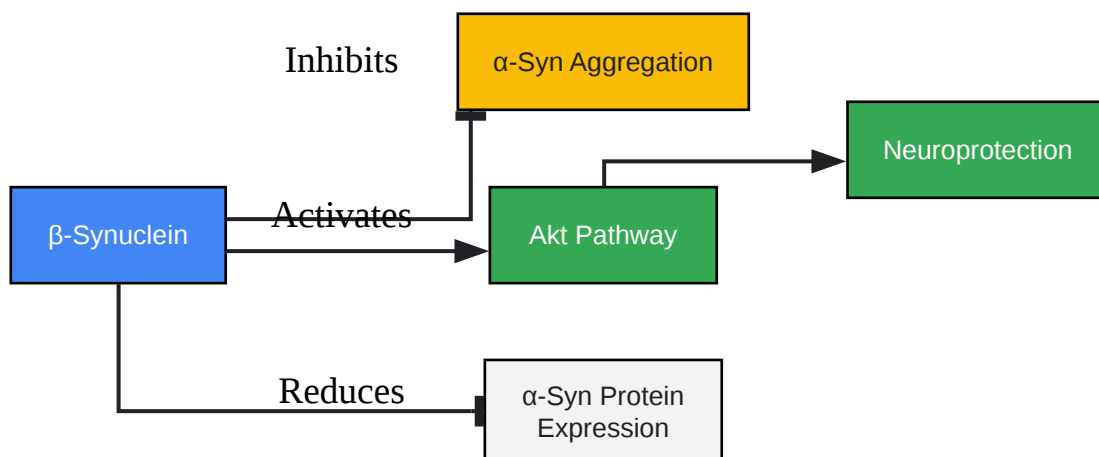 Inhibits
α-Syn Aggregation
Neuroprotection
β-Synuclein
Activates
Akt Pathway
Reduces
α-Syn Protein
Expression